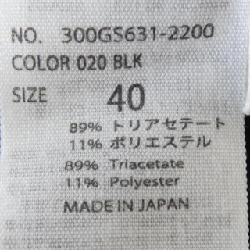 NO. 300GS631-2200
COLOR 020 BLK
SIZE 40
89% トリアセテート
11% ポリエステル
89% Triacetate
11% Polyester
MADE IN JAPAN